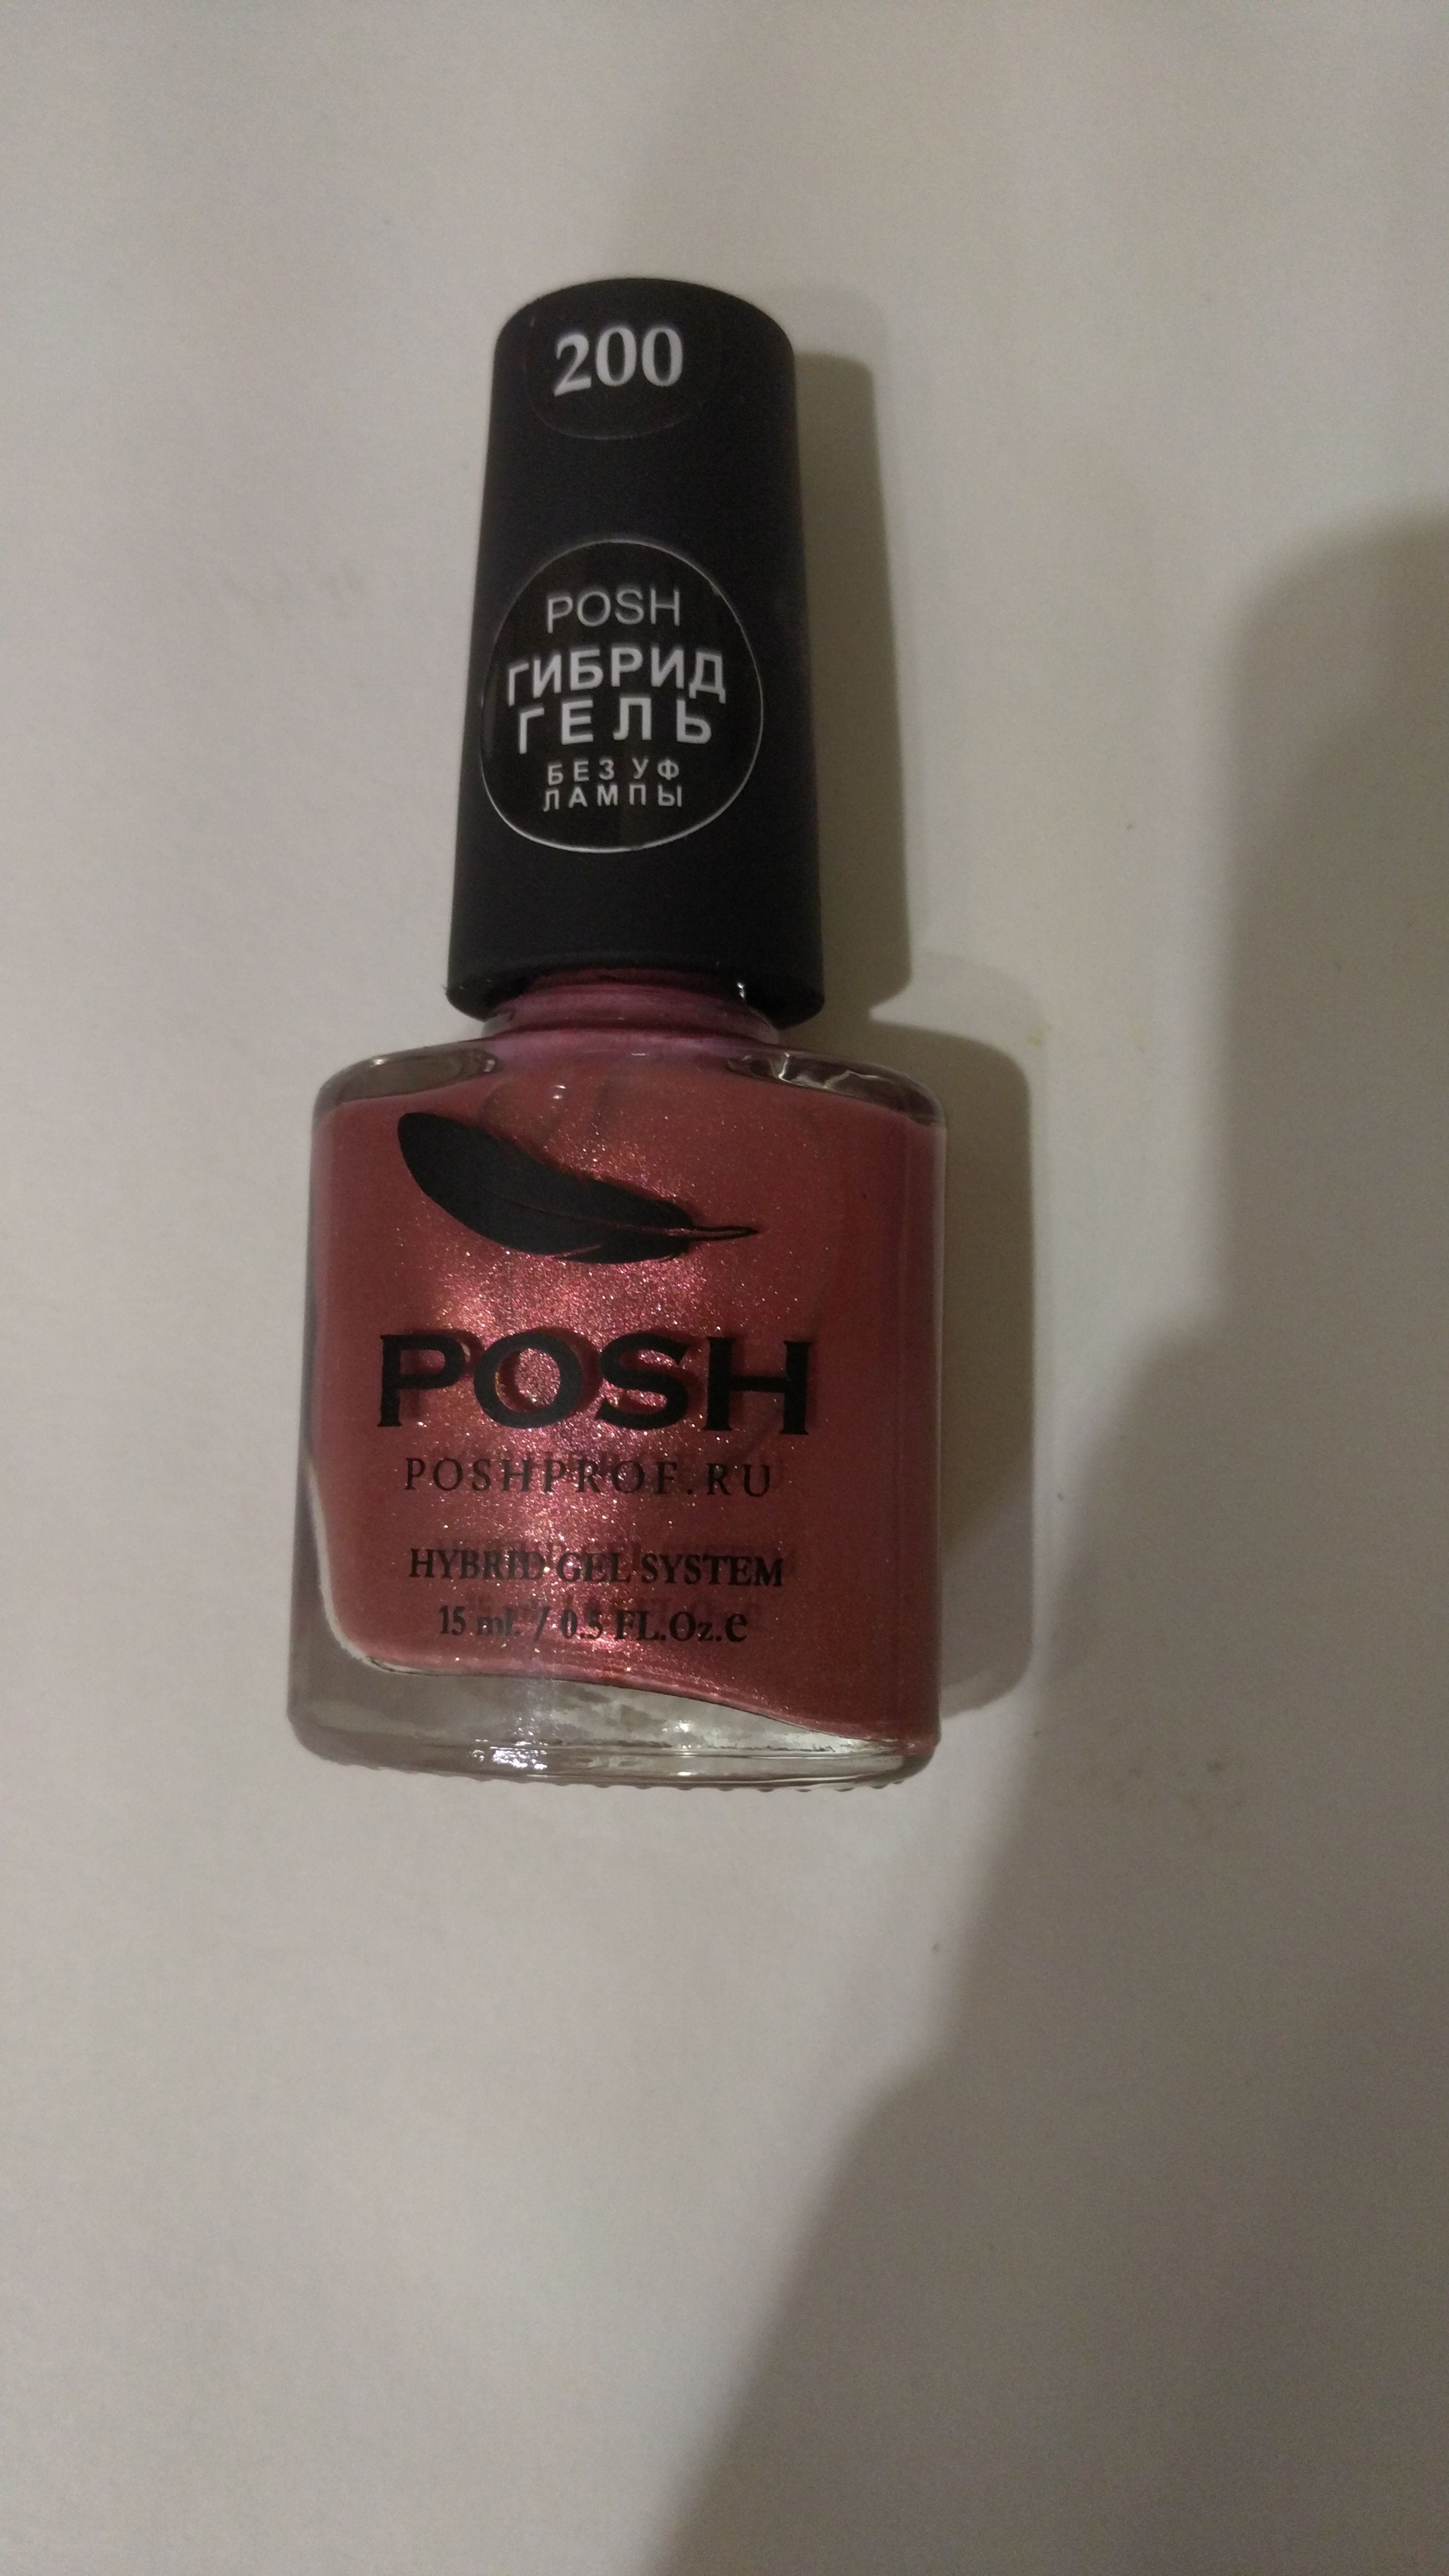 200
POSH
ГИБРИД
ГЕЛЬ
БЕЗ УФ
ЛАМПЫ
POSH
POSHPROF.RU
HYBRID GEL SYSTEM
15 ml. / 0.5 FL.Oz.e